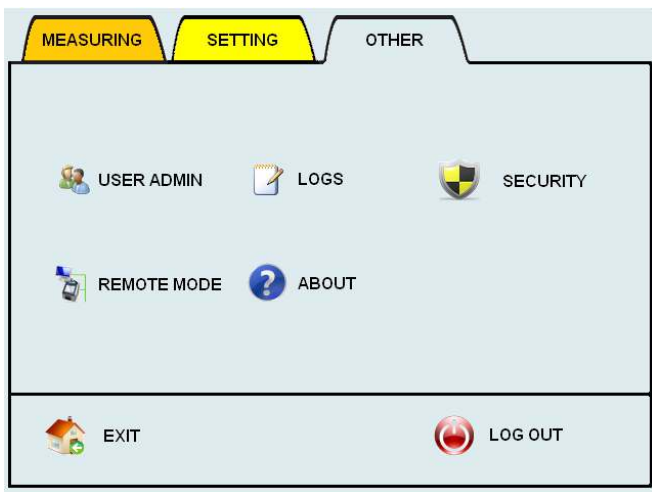 MEASURING SETTING OTHER
USER ADMIN LOGS SECURITY
REMOTE MODE ABOUT
EXIT LOG OUT